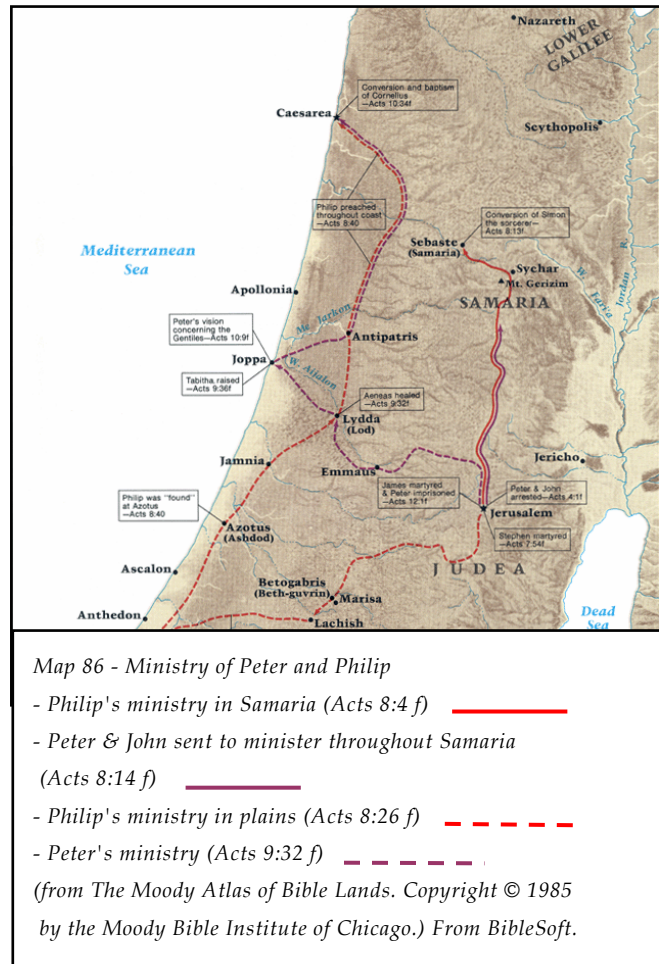 Nazareth
LOWER
GALILEE
Conversion and baptism
of Cornelius
—Acts 10:34f
Caesarea
Scythopolis
Philip preached
throughout coast
—Acts 8:40
Conversion of Simon
the sorcerer—
Acts 8:13f
Mediterranean
Sea
Sebaste
(Samaria)
Sychar
Mt. Gerizim
W. Faria
Jordan R.
SAMARIA
Apollonia
Me. Jarkon
Peter's vision
concerning the
Gentiles—Acts 10:9f
Antipatris
Joppa
W. Aijalon
Tabitha raised
—Acts 9:36f
Aeneas healed
—Acts 9:32f
Lydda
(Lod)
Jamnia
Emmaus
Jericho
James martyred
& Peter imprisoned
—Acts 12:1f
Peter & John
arrested—Acts 4:1f
Philip was "found"
at Azotus
—Acts 8:40
Jerusalem
Azotus
(Ashdod)
Stephen martyred
—Acts 7:54f
Ascalon
JUDEA
Betogabris
(Beth-guvrin)
Marisa
Anthedon
Lachish
Dead
Sea
Map 86 - Ministry of Peter and Philip
- Philip's ministry in Samaria (Acts 8:4 f)
- Peter & John sent to minister throughout Samaria
(Acts 8:14 f)
- Philip's ministry in plains (Acts 8:26 f)
- Peter's ministry (Acts 9:32 f)
(from The Moody Atlas of Bible Lands. Copyright © 1985
by the Moody Bible Institute of Chicago.) From BibleSoft.